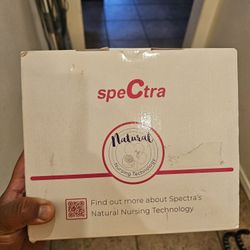 speCtra
Natural
Nursing Technology
Find out more about Spectra's
Natural Nursing Technology